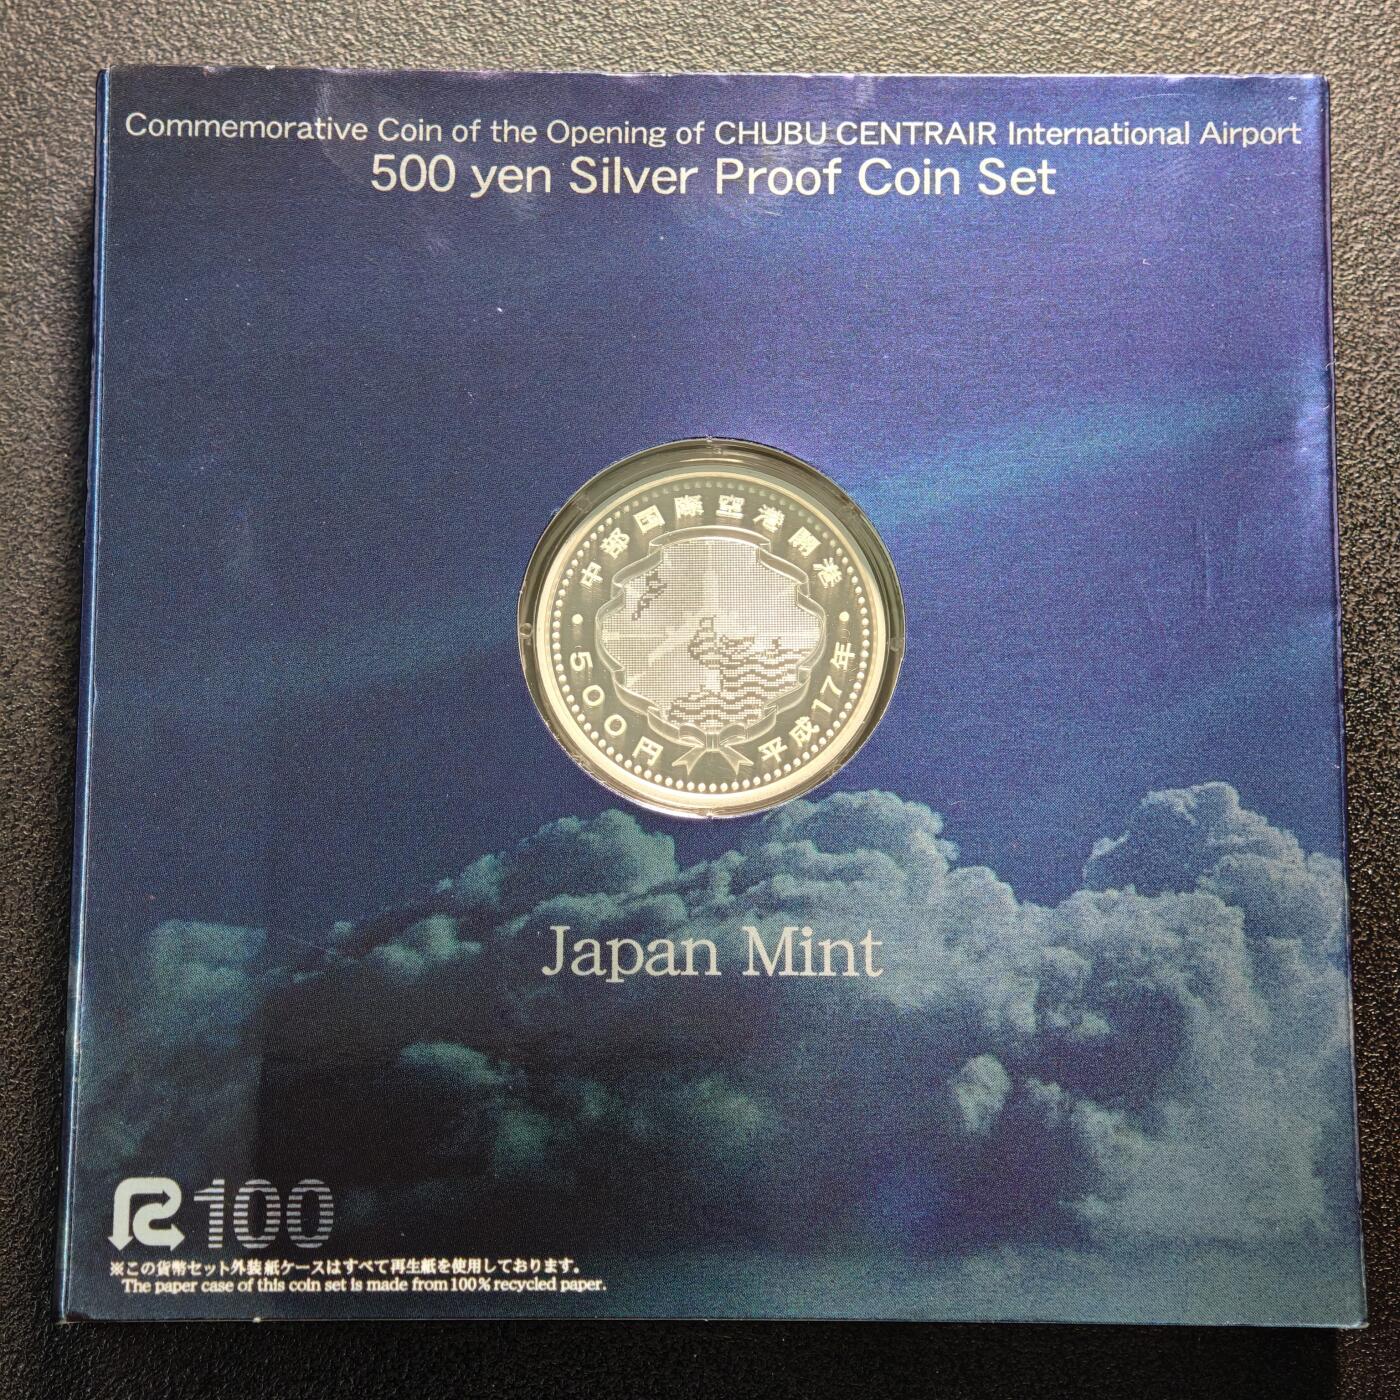 Commemorative Coin of the Opening of CHUBU CENTRAIR International Airport
500 yen Silver Proof Coin Set
中部国際空港開港
500円 平成17年
Japan Mint
R100
※この貨幣セット外装紙ケースはすべて再生紙を使用しております。
The paper case of this coin set is made from 100% recycled paper.